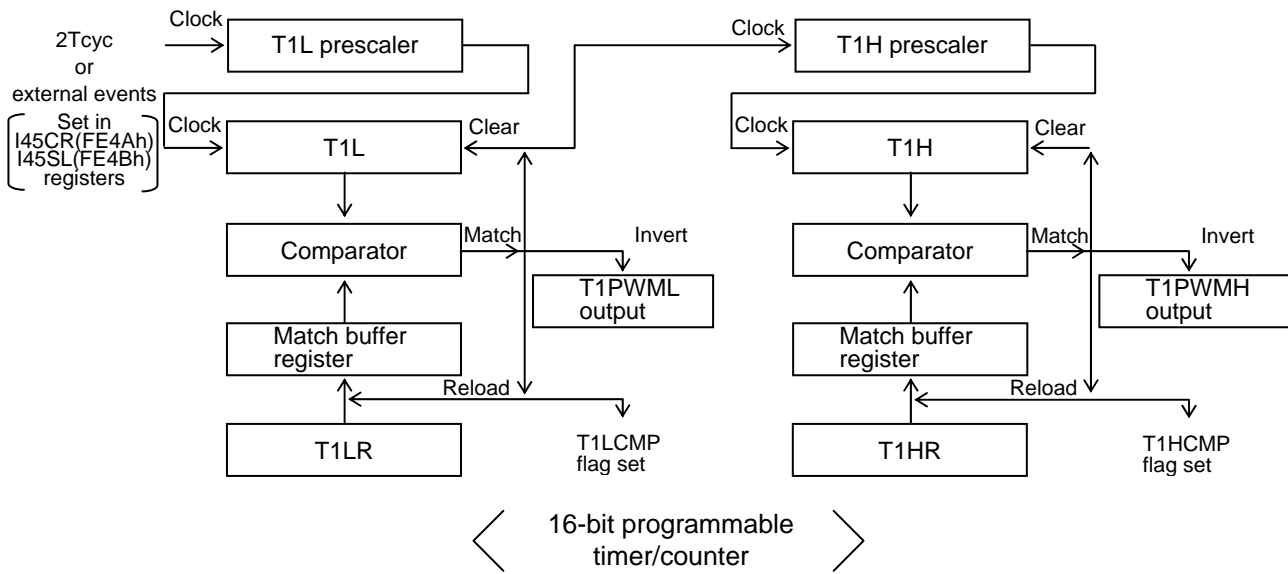 Clock
2Tcyc
or
external events
Set in
I45CR(FE4Ah)
I45SL(FE4Bh)
registers
T1L prescaler
Clock
T1L
Clear
Comparator
Match
Invert
T1PWML
output
Match buffer
register
Reload
T1LR
T1LCMP
flag set
Clock
T1H prescaler
Clock
T1H
Clear
Comparator
Match
Invert
T1PWMH
output
Match buffer
register
Reload
T1HR
T1HCMP
flag set
16-bit programmable
timer/counter